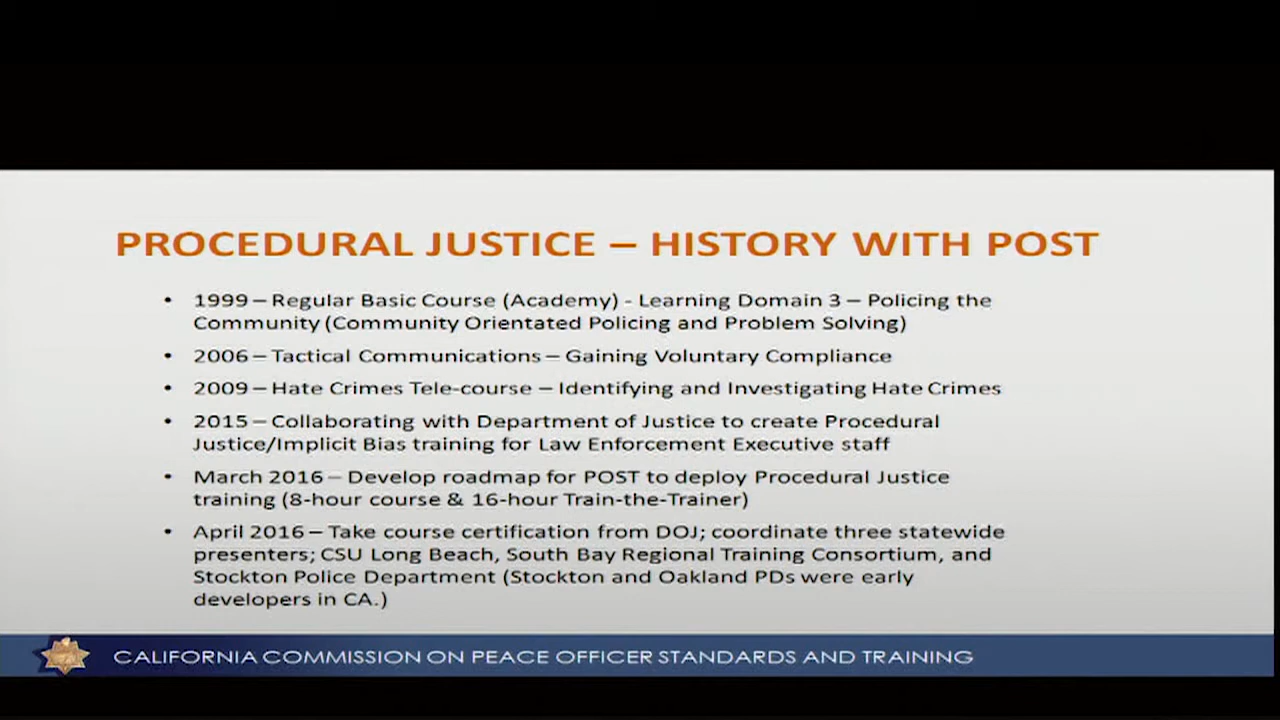 PROCEDURAL JUSTICE – HISTORY WITH POST
• 1999 – Regular Basic Course (Academy) - Learning Domain 3 – Policing the
Community (Community Orientated Policing and Problem Solving)
• 2006 – Tactical Communications – Gaining Voluntary Compliance
• 2009 – Hate Crimes Tele-course – Identifying and Investigating Hate Crimes
• 2015 – Collaborating with Department of Justice to create Procedural
Justice/Implicit Bias training for Law Enforcement Executive staff
• March 2016 – Develop roadmap for POST to deploy Procedural Justice
training (8-hour course & 16-hour Train-the-Trainer)
• April 2016 – Take course certification from DOJ; coordinate three statewide
presenters; CSU Long Beach, South Bay Regional Training Consortium, and
Stockton Police Department (Stockton and Oakland PDs were early
developers in CA.)
CALIFORNIA COMMISSION ON PEACE OFFICER STANDARDS AND TRAINING